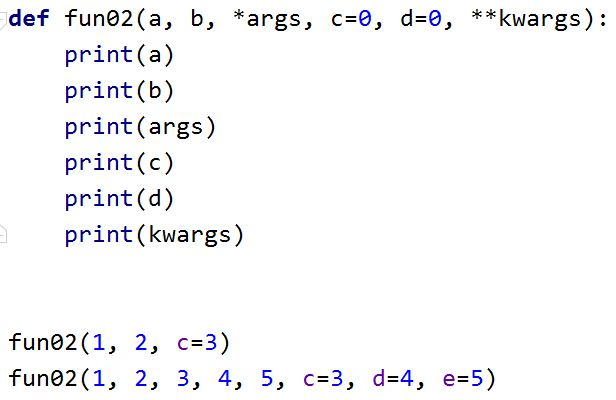 def fun02(a, b, *args, c=0, d=0, **kwargs):
    print(a)
    print(b)
    print(args)
    print(c)
    print(d)
    print(kwargs)
fun02(1, 2, c=3)
fun02(1, 2, 3, 4, 5, c=3, d=4, e=5)